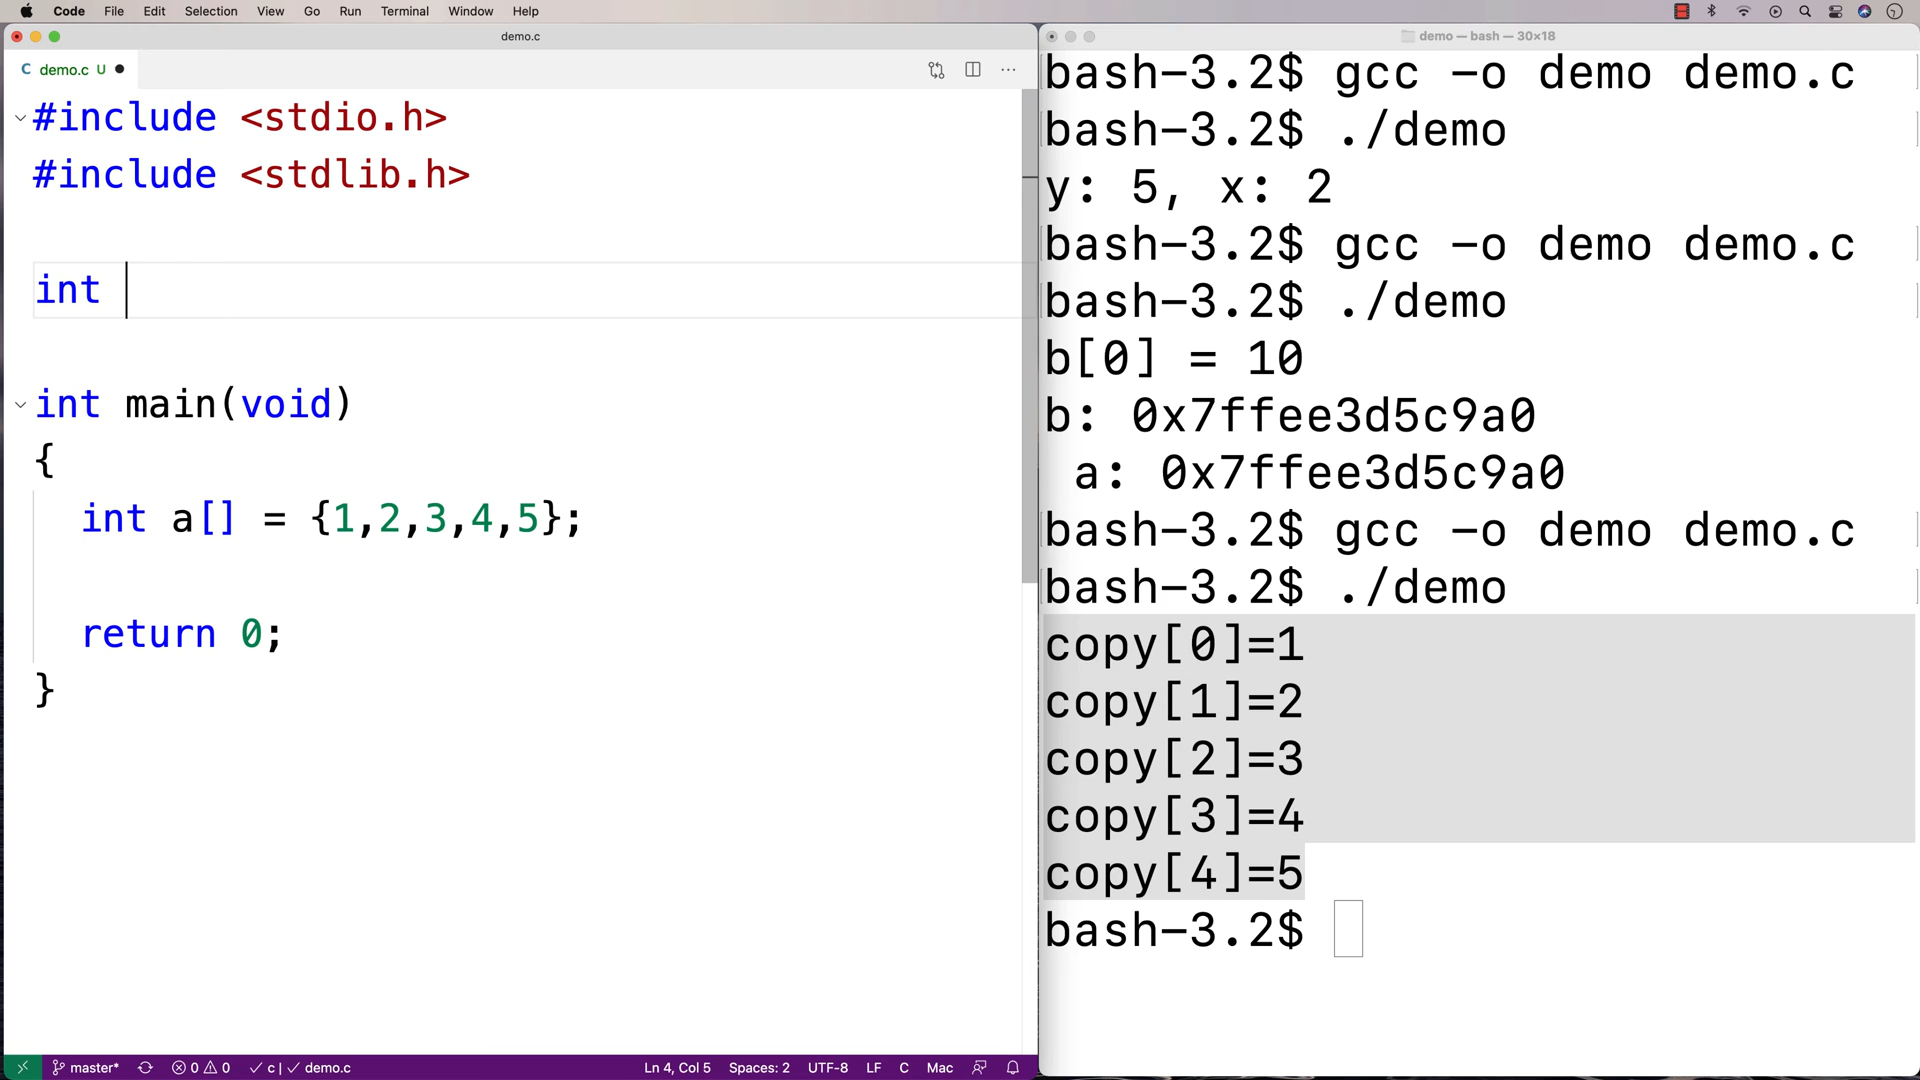 Code File Edit Selection View Go Run Terminal Window Help
demo.c
C demo.c U
#include <stdio.h>
#include <stdlib.h>
int
int main(void)
{
int a[] = {1,2,3,4,5};
return 0;
}
master* 0 0 c | demo.c Ln 4, Col 5 Spaces: 2 UTF-8 LF C Mac
demo — bash — 30×18
bash-3.2$ gcc -o demo demo.c
bash-3.2$ ./demo
y: 5, x: 2
bash-3.2$ gcc -o demo demo.c
bash-3.2$ ./demo
b[0] = 10
b: 0x7ffee3d5c9a0
a: 0x7ffee3d5c9a0
bash-3.2$ gcc -o demo demo.c
bash-3.2$ ./demo
copy[0]=1
copy[1]=2
copy[2]=3
copy[3]=4
copy[4]=5
bash-3.2$